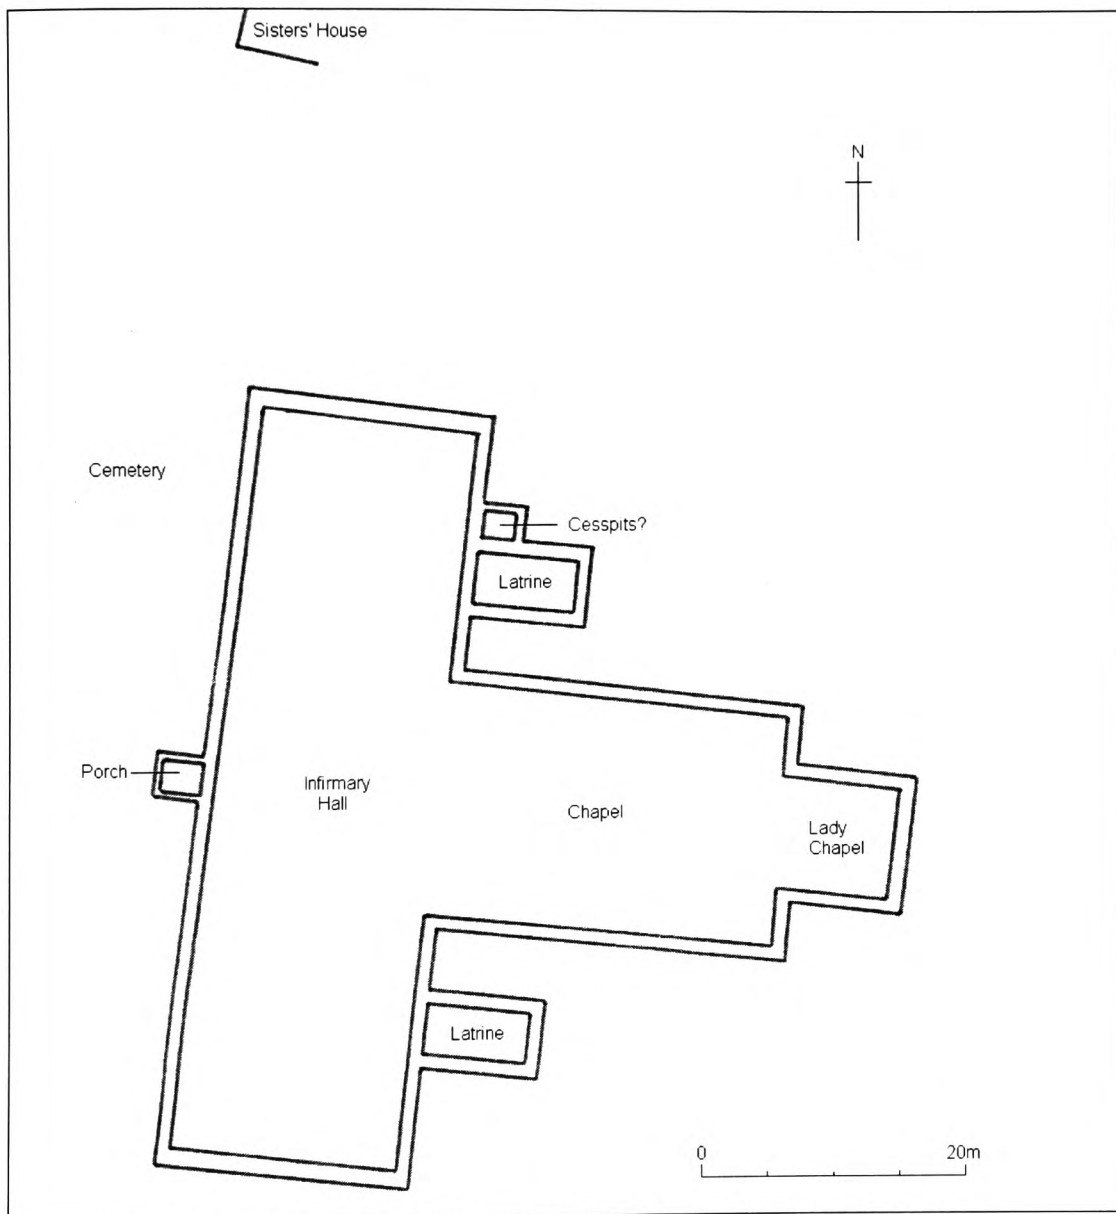 Sisters' House
N
Cemetery
Cesspits?
Latrine
Porch
Infirmary
Hall
Chapel
Lady
Chapel
Latrine
0 20m